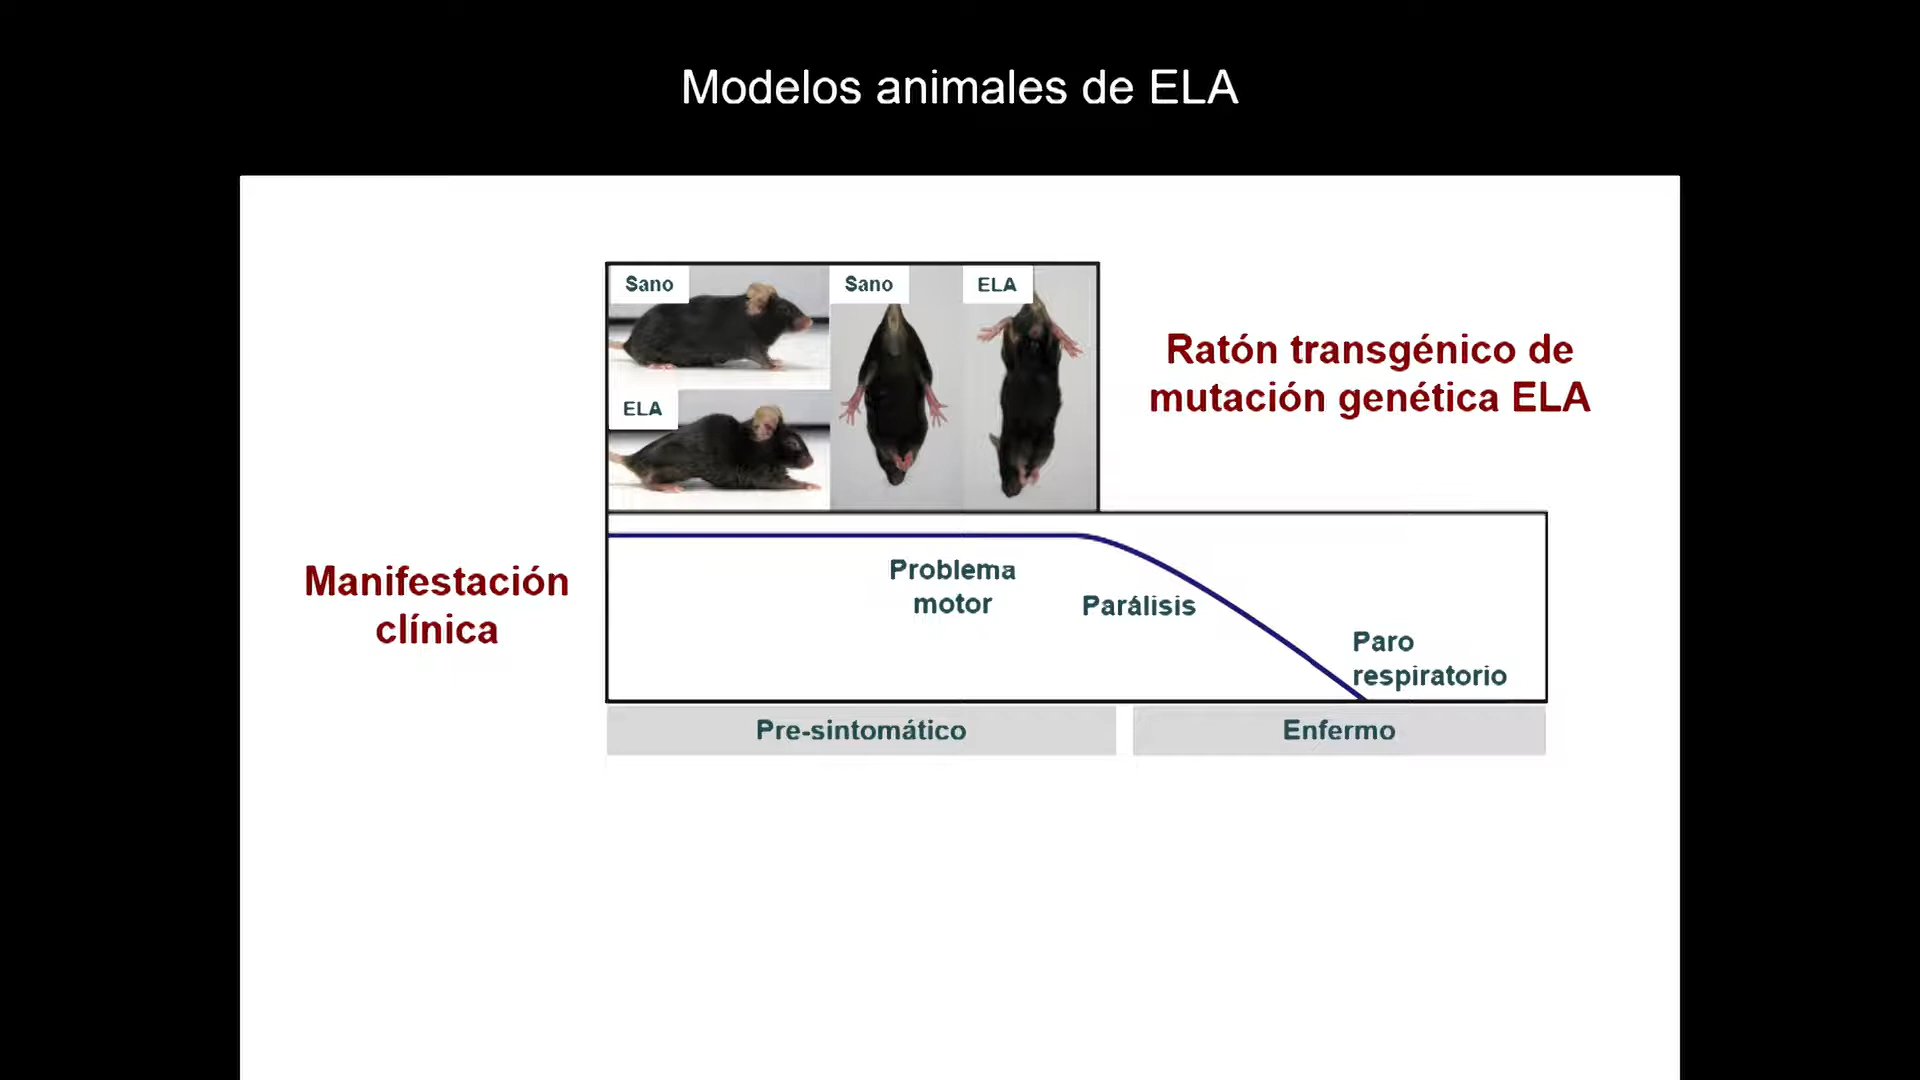 Modelos animales de ELA
Sano
Sano
ELA
ELA
Ratón transgénico de
mutación genética ELA
Manifestación
clínica
Problema
motor
Parálisis
Paro
respiratorio
Pre-sintomático
Enfermo